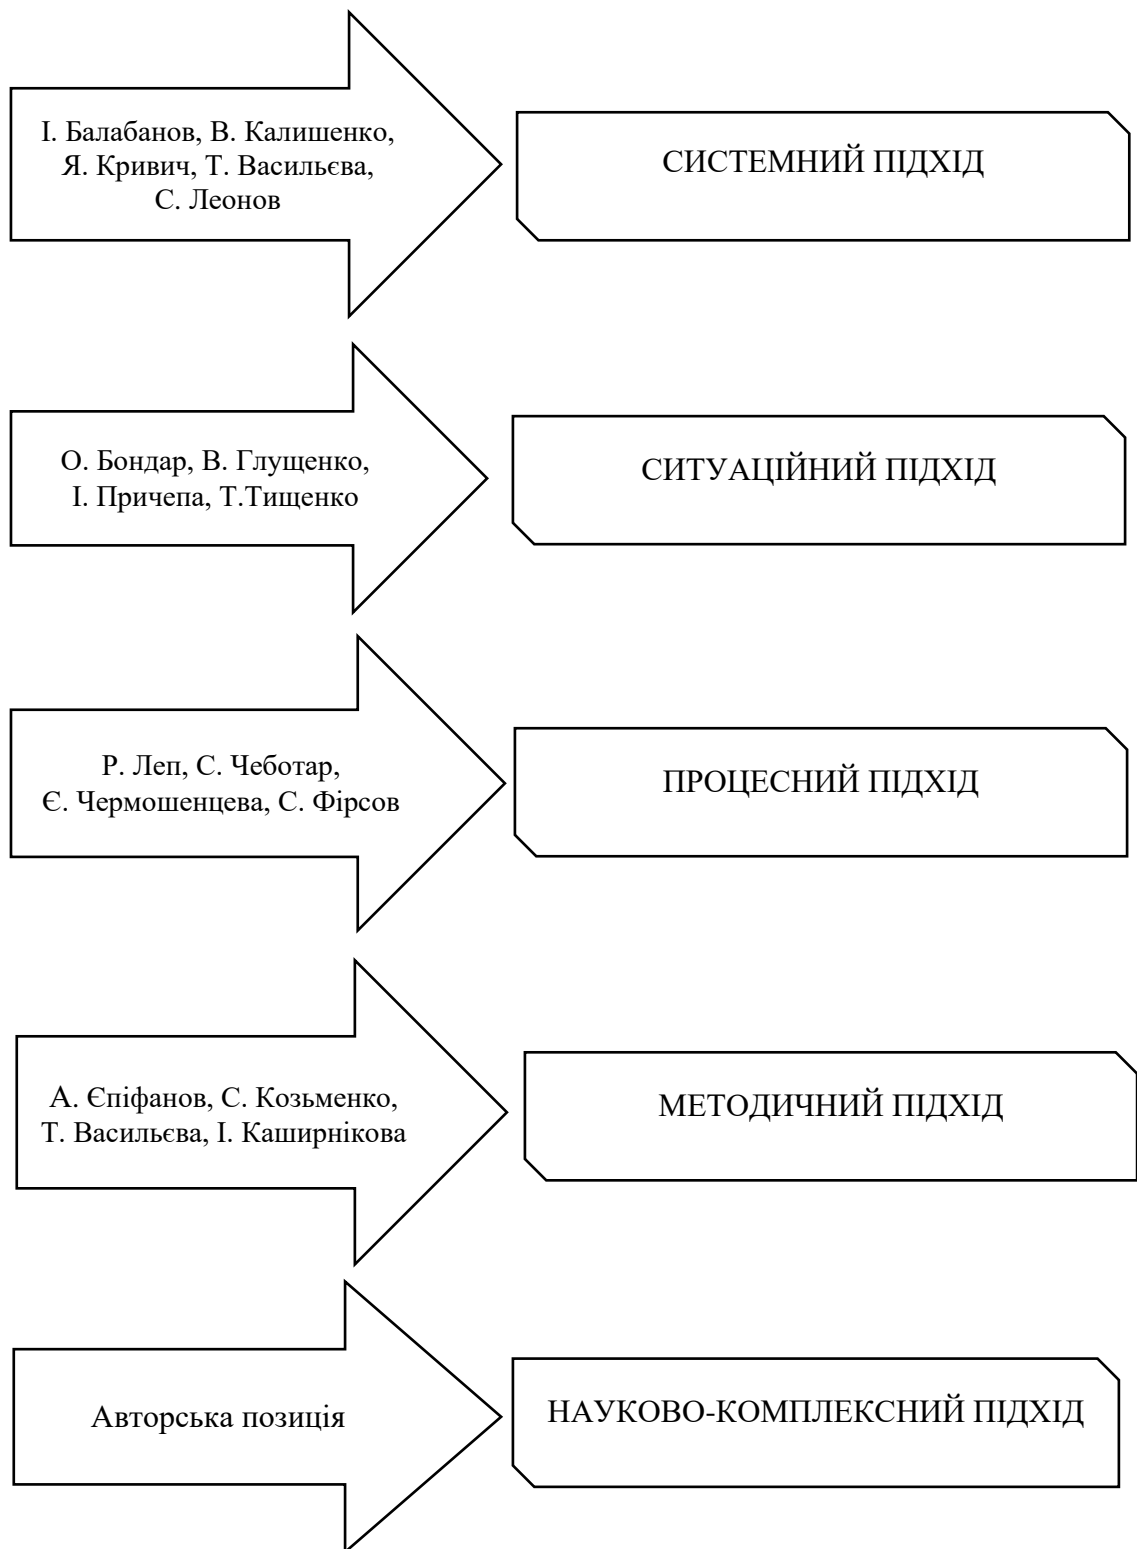 І. Балабанов, В. Калишенко,
Я. Кривич, Т. Васильєва,
С. Леонов
СИСТЕМНИЙ ПІДХІД
О. Бондар, В. Глущенко,
І. Причепа, Т.Тищенко
СИТУАЦІЙНИЙ ПІДХІД
Р. Леп, С. Чеботар,
Є. Чермошенцева, С. Фірсов
ПРОЦЕСНИЙ ПІДХІД
А. Єпіфанов, С. Козьменко,
Т. Васильєва, І. Каширнікова
МЕТОДИЧНИЙ ПІДХІД
Авторська позиція
НАУКОВО-КОМПЛЕКСНИЙ ПІДХІД